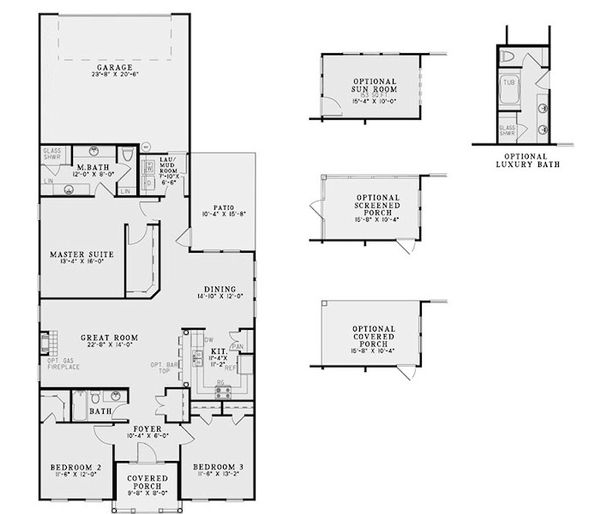 GARAGE
23'-8" X 20'-6"
GLASS
SHWR
M.BATH
12'-0" X 8'-0"
LIN
LIN
LAU/
MUD
ROOM
7'-10"X
6'-6"
D
PATIO
10'-4" X 15'-8"
MASTER SUITE
13'-4" X 16'-0"
DINING
14'-10" X 12'-0"
GREAT ROOM
22'-8" X 14'-0"
OPT GAS
FIREPLACE
OPT. BAR
TOP
DW
PAN
KIT.
11'-4"X
11'-2"
REF
RG
BATH
FOYER
10'-4" X 6'-0"
BEDROOM 2
11'-6" X 12'-0"
COVERED
PORCH
9'-8" X 8'-0"
BEDROOM 3
11'-6" X 13'-2"
OPTIONAL
SUN ROOM
153 SQ FT
15'-4" X 10'-0"
OPTIONAL
SCREENED
PORCH
15'-8" X 10'-4"
OPTIONAL
COVERED
PORCH
15'-8" X 10'-4"
TUB
GLASS
SHWR
OPTIONAL
LUXURY BATH